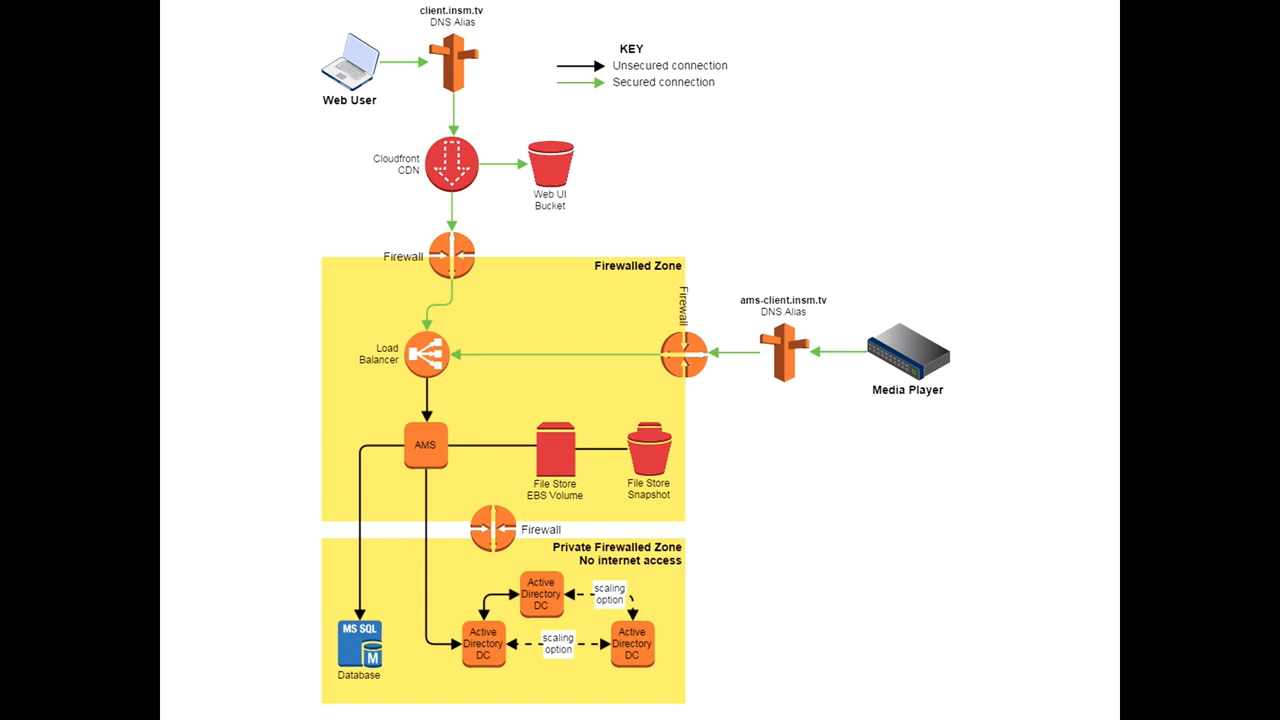 client.insm.tv
DNS Alias
KEY
Unsecured connection
Secured connection
Web User
Cloudfront
CDN
Web UI
Bucket
Firewall
Firewalled Zone
Firewall
ams-client.insm.tv
DNS Alias
Load
Balancer
Media Player
AMS
File Store
EBS Volume
File Store
Snapshot
Firewall
Private Firewalled Zone
No internet access
Active
Directory
DC
scaling
option
MS SQL
M
Database
Active
Directory
DC
scaling
option
Active
Directory
DC